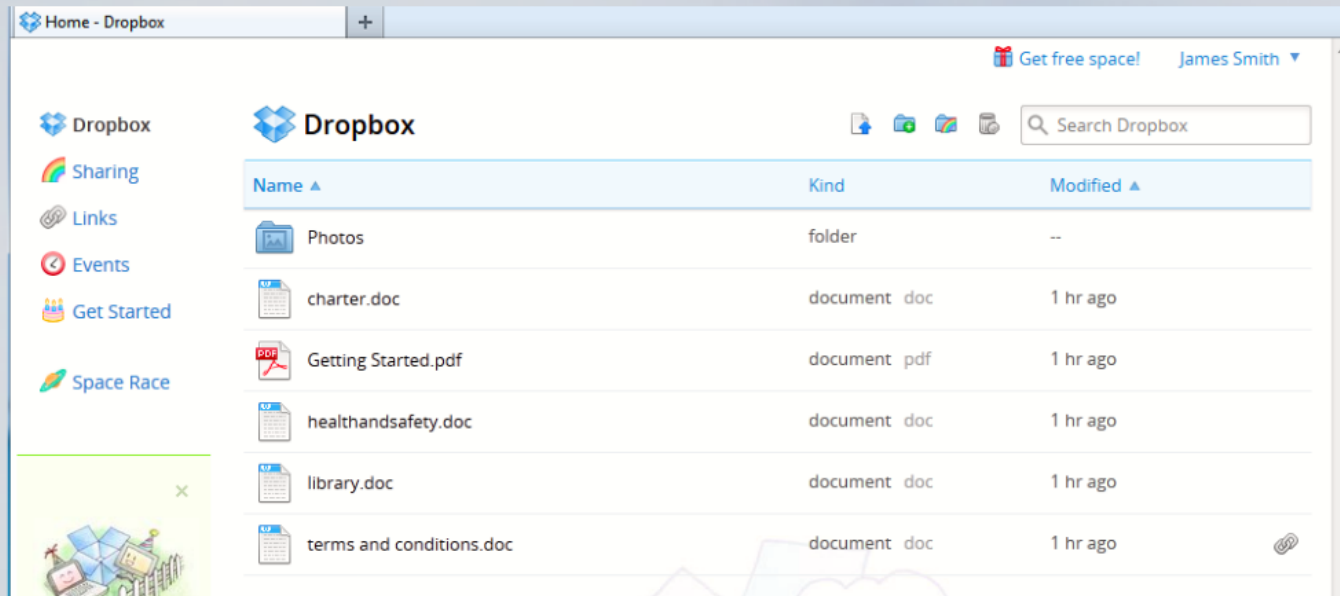 Home - Dropbox +
Get free space! James Smith
Dropbox
Sharing
Links
Events
Get Started
Space Race
Dropbox
Search Dropbox
Name Kind Modified
Photos folder --
charter.doc document doc 1 hr ago
PDF Getting Started.pdf document pdf 1 hr ago
healthandsafety.doc document doc 1 hr ago
library.doc document doc 1 hr ago
terms and conditions.doc document doc 1 hr ago
×